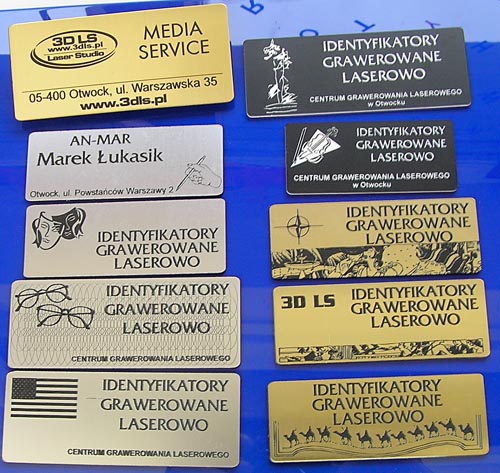 3D LS
www.3dls.pl
Laser Studio
MEDIA
SERVICE
05-400 Otwock, ul. Warszawska 35
www.3dls.pl
AN-MAR
Marek Łukasik
Otwock, ul. Powstańców Warszawy 2
IDENTYFIKATORY
GRAWEROWANE
LASEROWO
IDENTYFIKATORY
GRAWEROWANE
LASEROWO
CENTRUM GRAWEROWANIA LASEROWEGO
IDENTYFIKATORY
GRAWEROWANE
LASEROWO
CENTRUM GRAWEROWANIA LASEROWEGO
IDENTYFIKATORY
GRAWEROWANE
LASEROWO
CENTRUM GRAWEROWANIA LASEROWEGO
w Otwocku
IDENTYFIKATORY
GRAWEROWANE
LASEROWO
CENTRUM GRAWEROWANIA LASEROWEGO
w Otwocku
IDENTYFIKATORY
GRAWEROWANE
LASEROWO
3D LS
IDENTYFIKATORY
GRAWEROWANE
LASEROWO
IDENTYFIKATORY
GRAWEROWANE
LASEROWO